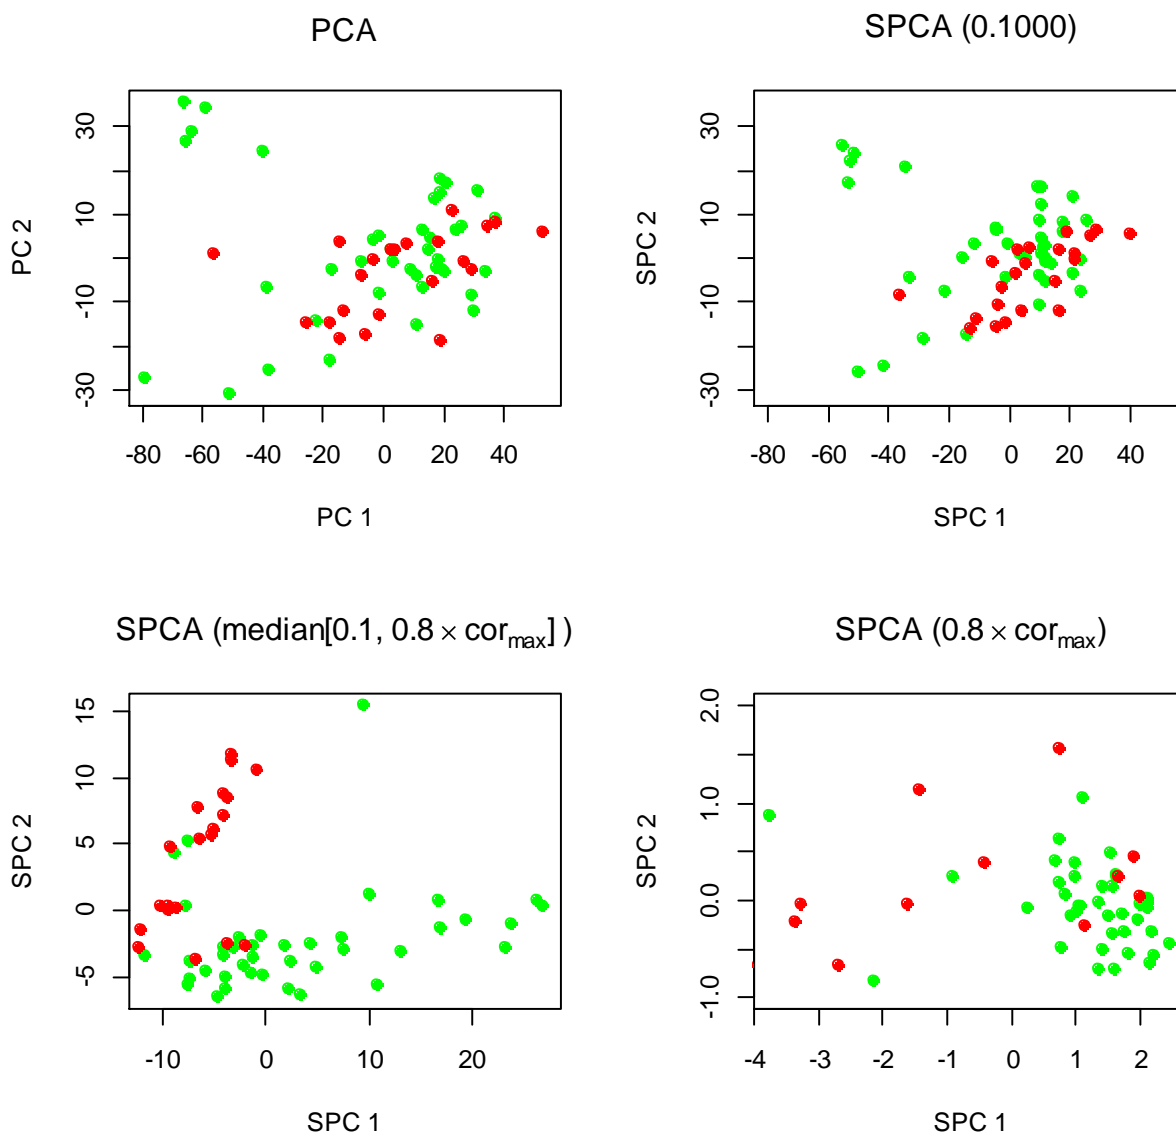 PCA
SPCA (0.1000)
PC 2
30
10
-10
-30
-80 -60 -40 -20 0 20 40
PC 1
SPC 2
30
10
-10
-30
-80 -60 -40 -20 0 20 40
SPC 1
SPCA (median[0.1, 0.8 × cor_max] )
SPCA (0.8 × cor_max)
SPC 2
15
10
5
0
-5
-10 0 10 20
SPC 1
SPC 2
2.0
1.0
0.0
-1.0
-4 -3 -2 -1 0 1 2
SPC 1